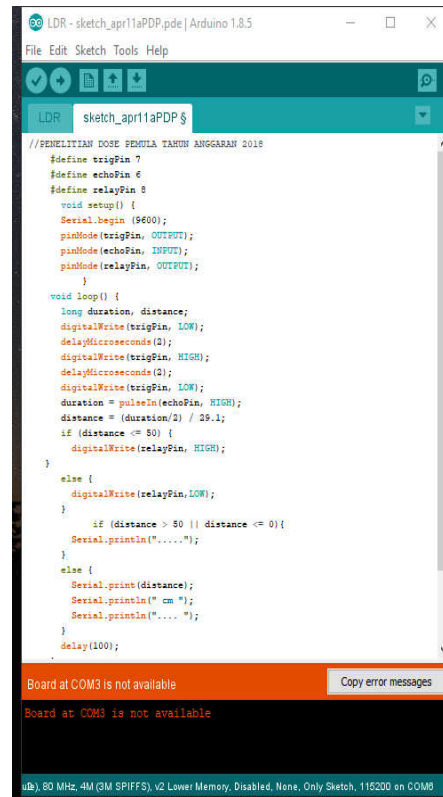 LDR - sketch_apr11aPDP.pde | Arduino 1.8.5
File Edit Sketch Tools Help
LDR sketch_apr11aPDP §
//PENELITIAN DOSE PEMULA TAHUN ANGGARAN 2018
#define trigPin 7
#define echoPin 6
#define relayPin 8
void setup() {
Serial.begin (9600);
pinMode(trigPin, OUTPUT);
pinMode(echoPin, INPUT);
pinMode(relayPin, OUTPUT);
}
void loop() {
long duration, distance;
digitalWrite(trigPin, LOW);
delayMicroseconds(2);
digitalWrite(trigPin, HIGH);
delayMicroseconds(2);
digitalWrite(trigPin, LOW);
duration = pulseIn(echoPin, HIGH);
distance = (duration/2) / 29.1;
if (distance <= 50) {
digitalWrite(relayPin, HIGH);
}
else {
digitalWrite(relayPin,LOW);
}
if (distance > 50 || distance <= 0){
Serial.println(".....");
}
else {
Serial.print(distance);
Serial.println(" cm ");
Serial.println(".... ");
}
delay(100);
Board at COM3 is not available
Copy error messages
Board at COM3 is not available
80 MHz, 4M (3M SPIFFS), v2 Lower Memory, Disabled, None, Only Sketch, 115200 on COM6